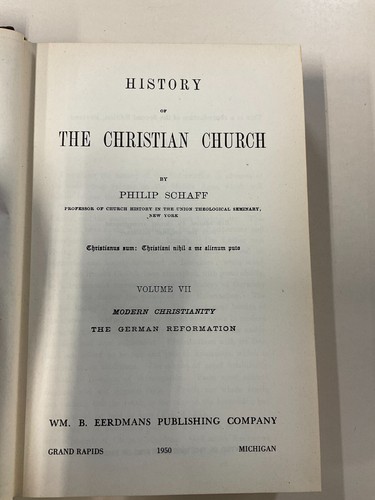 HISTORY
OF
THE CHRISTIAN CHURCH
BY
PHILIP SCHAFF
PROFESSOR OF CHURCH HISTORY IN THE UNION THEOLOGICAL SEMINARY,
NEW YORK
Christianus sum: Christiani nihil a me alienum puto
VOLUME VII
MODERN CHRISTIANITY
THE GERMAN REFORMATION
WM. B. EERDMANS PUBLISHING COMPANY
GRAND RAPIDS 1950 MICHIGAN